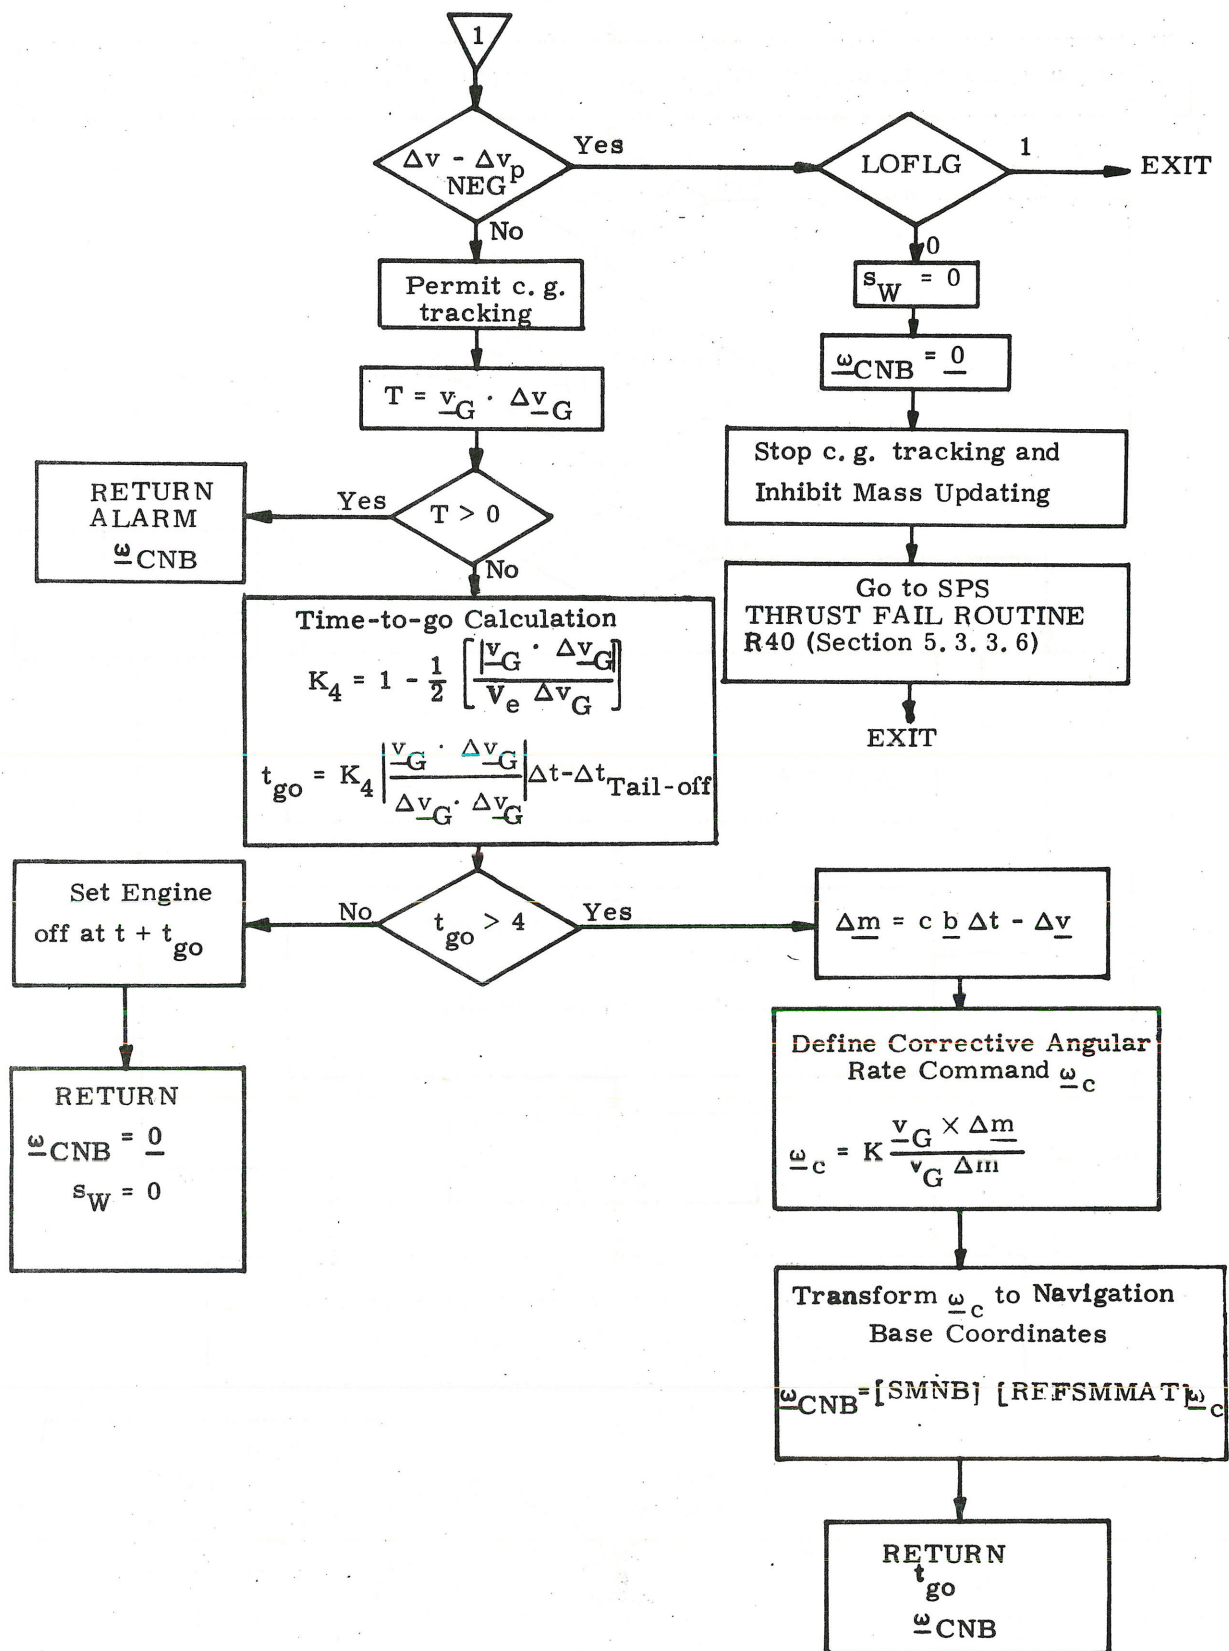 1
Δv - Δv_p
NEG
Yes
No
LOFLG
1
EXIT
0
s_W = 0
ω_CNB = 0
Stop c. g. tracking and
Inhibit Mass Updating
Go to SPS
THRUST FAIL ROUTINE
R40 (Section 5. 3. 3. 6)
EXIT
Permit c. g.
tracking
T = v_G · Δv_G
T > 0
Yes
No
RETURN
ALARM
ω_CNB
Time-to-go Calculation
K_4 = 1 - 1/2 [ |v_G · Δv_G| / V_e Δv_G ]
t_go = K_4 | v_G · Δv_G / Δv_G · Δv_G | Δt - Δt_Tail-off
t_go > 4
No
Yes
Set Engine
off at t + t_go
RETURN
ω_CNB = 0
s_W = 0
Δm = c b Δt - Δv
Define Corrective Angular
Rate Command ω_c
ω_c = K v_G × Δm / v_G Δm
Transform ω_c to Navigation
Base Coordinates
ω_CNB = [SMNB] [REFSMMAT] ω_c
RETURN
t_go
ω_CNB